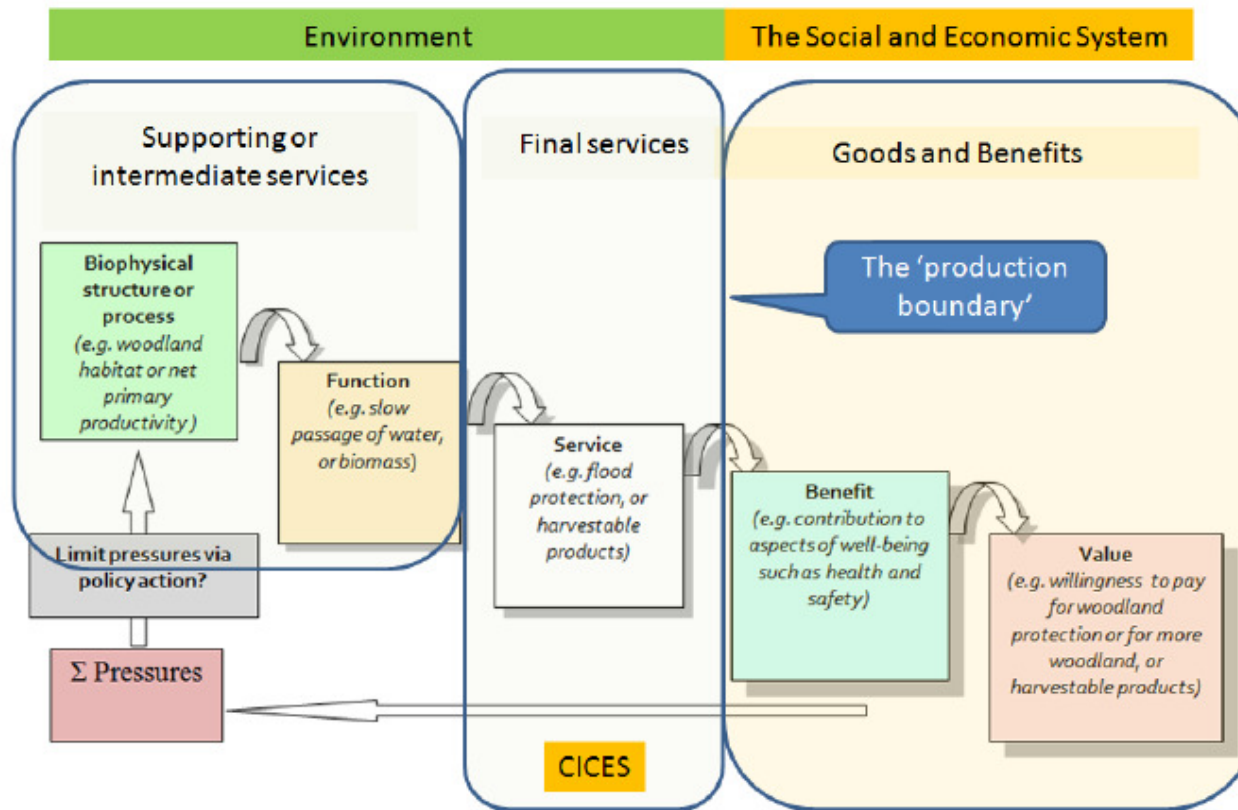 Environment
The Social and Economic System
Supporting or
intermediate services
Final services
Goods and Benefits
Biophysical
structure or
process
(e.g. woodland
habitat or net
primary
productivity )
The ‘production
boundary’
Function
(e.g. slow
passage of water,
or biomass)
Service
(e.g. flood
protection, or
harvestable
products)
Benefit
(e.g. contribution to
aspects of well-being
such as health and
safety)
Value
(e.g. willingness to pay
for woodland
protection or for more
woodland, or
harvestable products)
Limit pressures via
policy action?
Σ Pressures
CICES